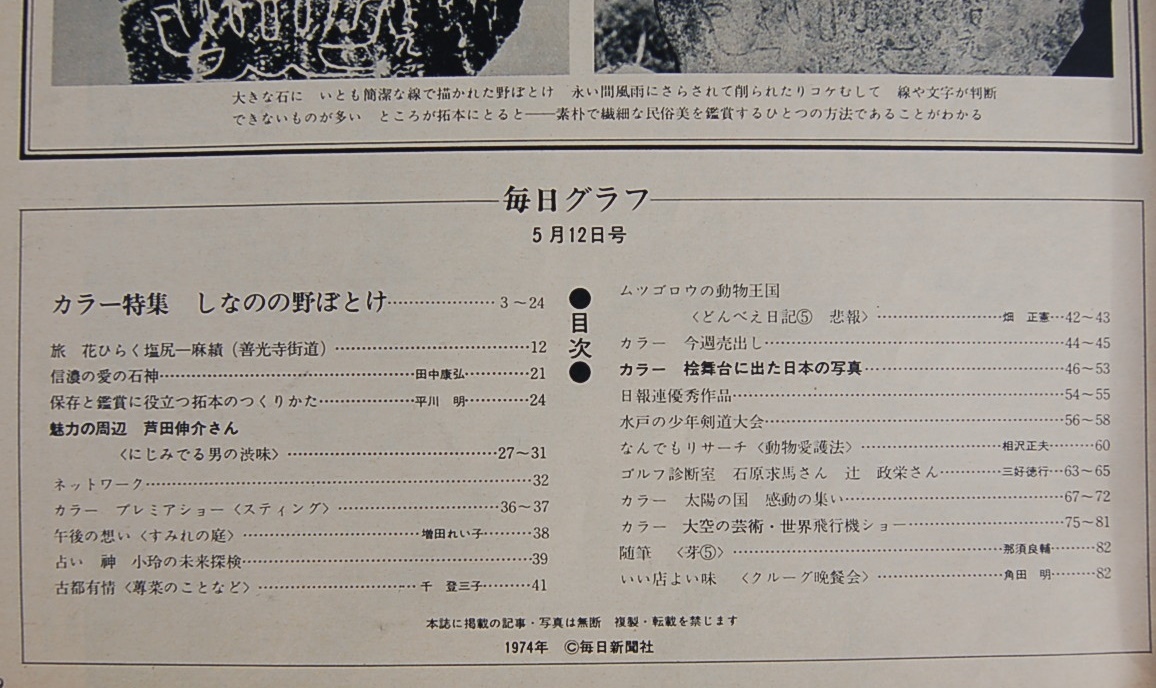 大きな石に　いとも簡潔な線で描かれた野ぼとけ　永い間風雨にさらされて削られたりコケむして　線や文字が判断
できないものが多い　ところが拓本にとると――素朴で繊細な民俗美を鑑賞するひとつの方法であることがわかる
毎日グラフ
5月12日号
●目次●
カラー特集　しなのの野ぼとけ……………3～24
旅　花ひらく塩尻―麻績（善光寺街道）……………12
信濃の愛の石神……………田中康弘……………21
保存と鑑賞に役立つ拓本のつくりかた……………平川　明……………24
魅力の周辺　芦田伸介さん
〈にじみでる男の渋味〉……………27～31
ネットワーク……………32
カラー　プレミアショー〈スティング〉……………36～37
午後の想い〈すみれの庭〉……………増田れい子……………38
占い　神　小玲の未来探検……………39
古都有情〈蓴菜のことなど〉……………千　登三子……………41
ムツゴロウの動物王国
〈どんべえ日記⑤　悲報〉……………畑　正憲…42～43
カラー　今週売出し……………44～45
カラー　桧舞台に出た日本の写真……………46～53
日報連優秀作品……………54～55
水戸の少年剣道大会……………56～58
なんでもリサーチ〈動物愛護法〉……………相沢正夫……………60
ゴルフ診断室　石原求馬さん　辻　政栄さん……………三好徳行…63～65
カラー　太陽の国　感動の集い……………67～72
カラー　大空の芸術・世界飛行機ショー……………75～81
随筆　〈芽⑤〉……………那須良輔……………82
いい店よい味　〈クルーグ晩餐会〉……………角田　明……………82
本誌に掲載の記事・写真は無断　複製・転載を禁じます
1974年　©毎日新聞社